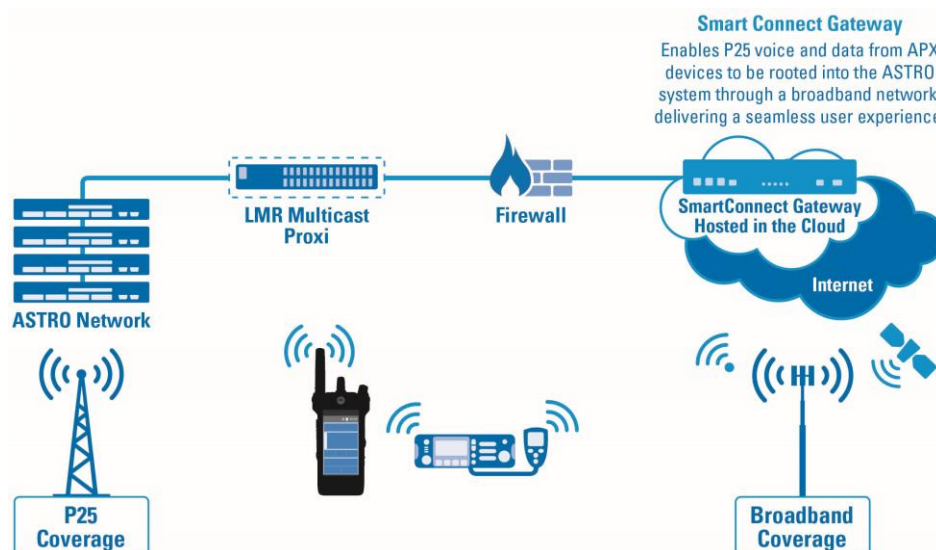 Smart Connect Gateway
Enables P25 voice and data from APX
devices to be rooted into the ASTRO
system through a broadband network
delivering a seamless user experience
LMR Multicast
Proxi
Firewall
SmartConnect Gateway
Hosted in the Cloud
Internet
ASTRO Network
P25
Coverage
Broadband
Coverage